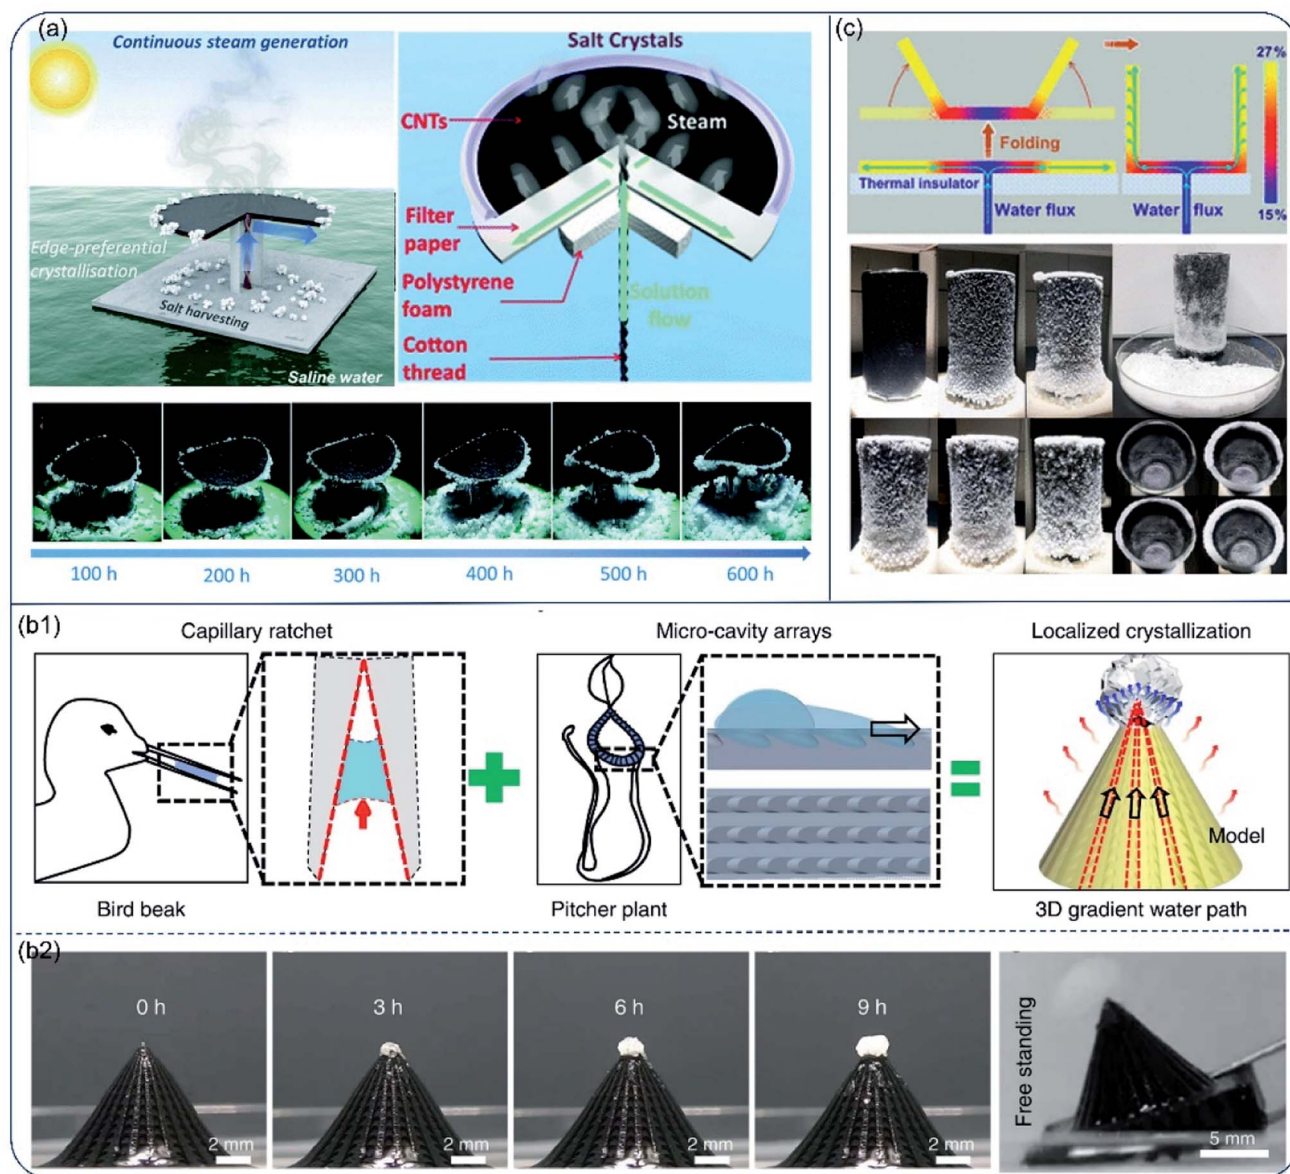 (a)
Continuous steam generation
Edge-preferential
crystallisation
Salt harvesting
Saline water
Salt Crystals
CNTs
Steam
Filter
paper
Polystyrene
foam
Solution
flow
Cotton
thread
100 h
200 h
300 h
400 h
500 h
600 h
(c)
27%
Folding
Thermal insulator
Water flux
Water flux
15%
(b1)
Capillary ratchet
Micro-cavity arrays
Localized crystallization
Model
Bird beak
Pitcher plant
3D gradient water path
(b2)
0 h
2 mm
3 h
2 mm
6 h
2 mm
9 h
2 mm
Free standing
5 mm